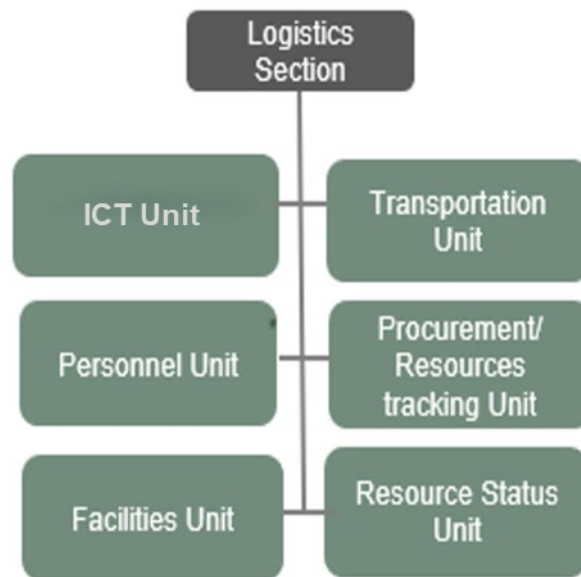 Logistics
Section
ICT Unit
Transportation
Unit
Personnel Unit
Procurement/
Resources
tracking Unit
Facilities Unit
Resource Status
Unit